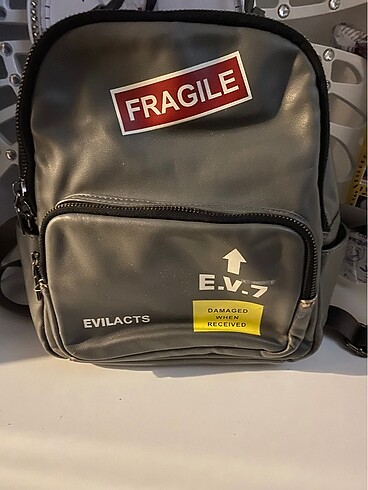 FRAGILE
E.V.7
DAMAGED
WHEN
RECEIVED
EVILACTS